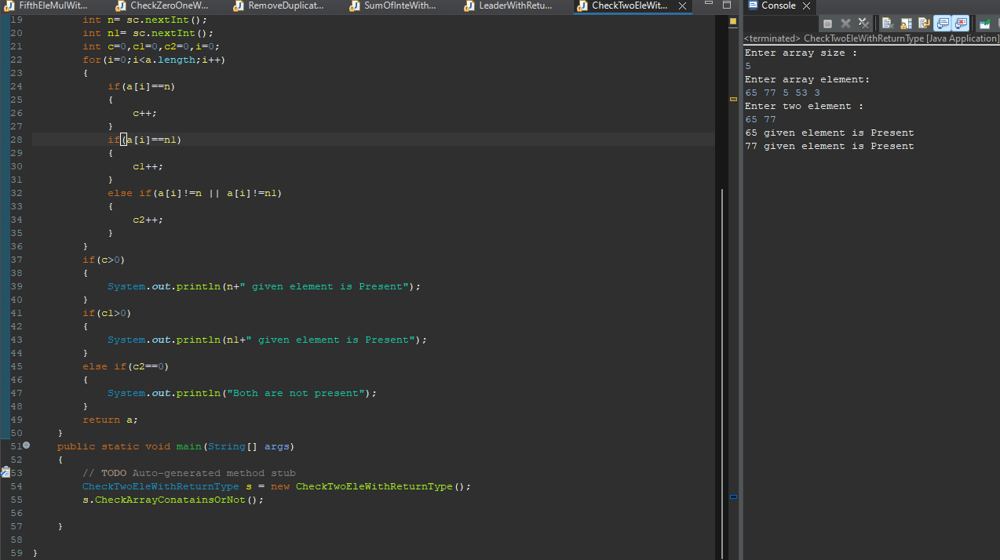 FifthEleMulWit...
CheckZeroOneW...
RemoveDuplicat...
SumOfInteWith...
LeaderWithRetu...
CheckTwoEleWit...
19 int n= sc.nextInt();
20 int n1= sc.nextInt();
21 int c=0,c1=0,c2=0,i=0;
22 for(i=0;i<a.length;i++)
23 {
24 if(a[i]==n)
25 {
26 c++;
27 }
28 if(a[i]==n1)
29 {
30 c1++;
31 }
32 else if(a[i]!=n || a[i]!=n1)
33 {
34 c2++;
35 }
36 }
37 if(c>0)
38 {
39 System.out.println(n+" given element is Present");
40 }
41 if(c1>0)
42 {
43 System.out.println(n1+" given element is Present");
44 }
45 else if(c2==0)
46 {
47 System.out.println("Both are not present");
48 }
49 return a;
50 }
51 public static void main(String[] args)
52 {
53 // TODO Auto-generated method stub
54 CheckTwoEleWithReturnType s = new CheckTwoEleWithReturnType();
55 s.CheckArrayConatainsOrNot();
56
57 }
58
59 }
Console
<terminated> CheckTwoEleWithReturnType [Java Application]
Enter array size :
5
Enter array element:
65 77 5 53 3
Enter two element :
65 77
65 given element is Present
77 given element is Present